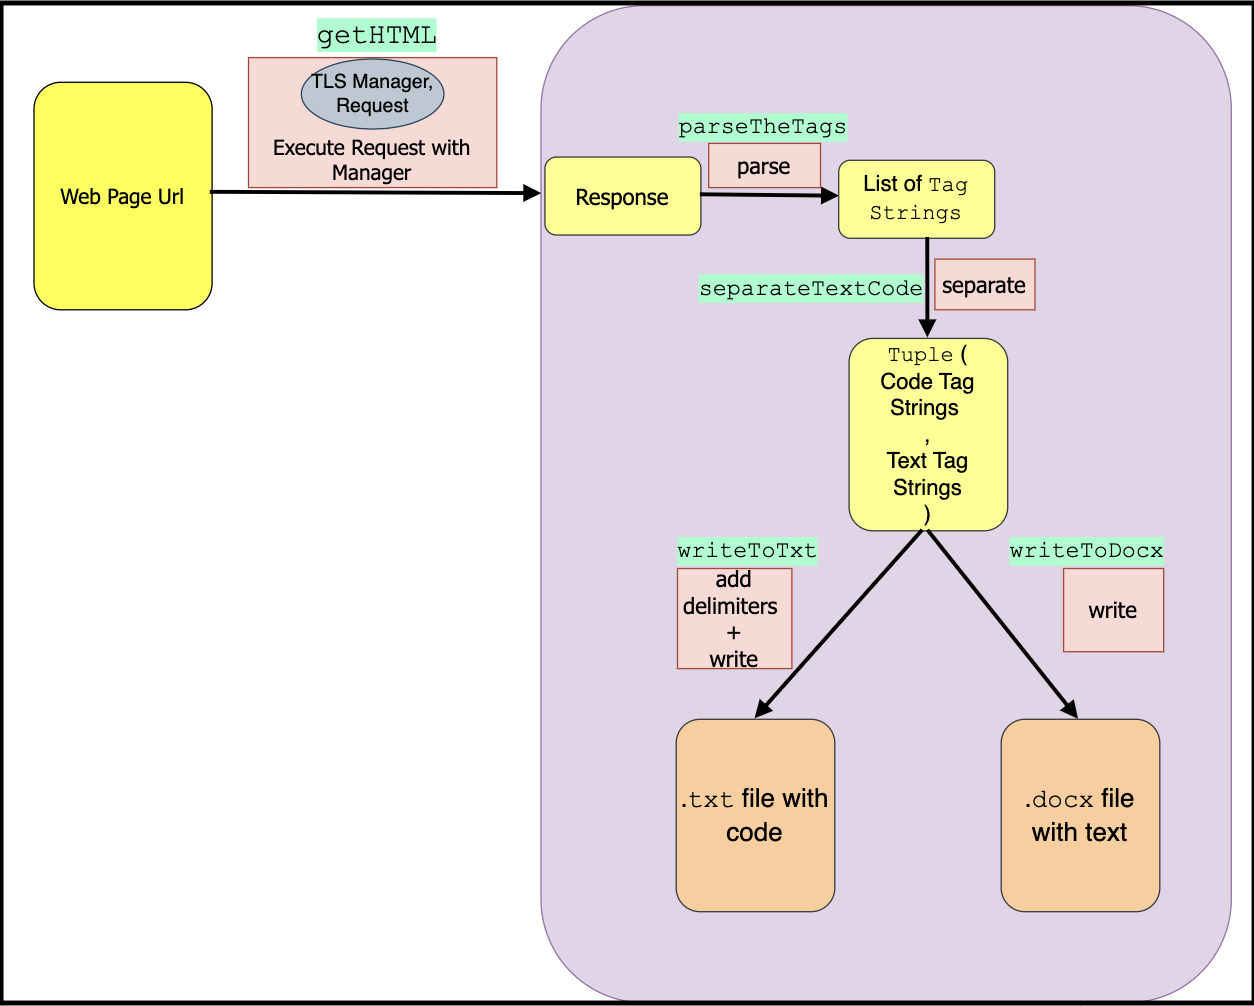 getHTML
TLS Manager,
Request
Execute Request with
Manager
Web Page Url
Response
parseTheTags
parse
List of Tag
Strings
separateTextCode
separate
Tuple (
Code Tag
Strings
,
Text Tag
Strings
)
writeToTxt
add
delimiters
+
write
writeToDocx
write
.txt file with
code
.docx file
with text